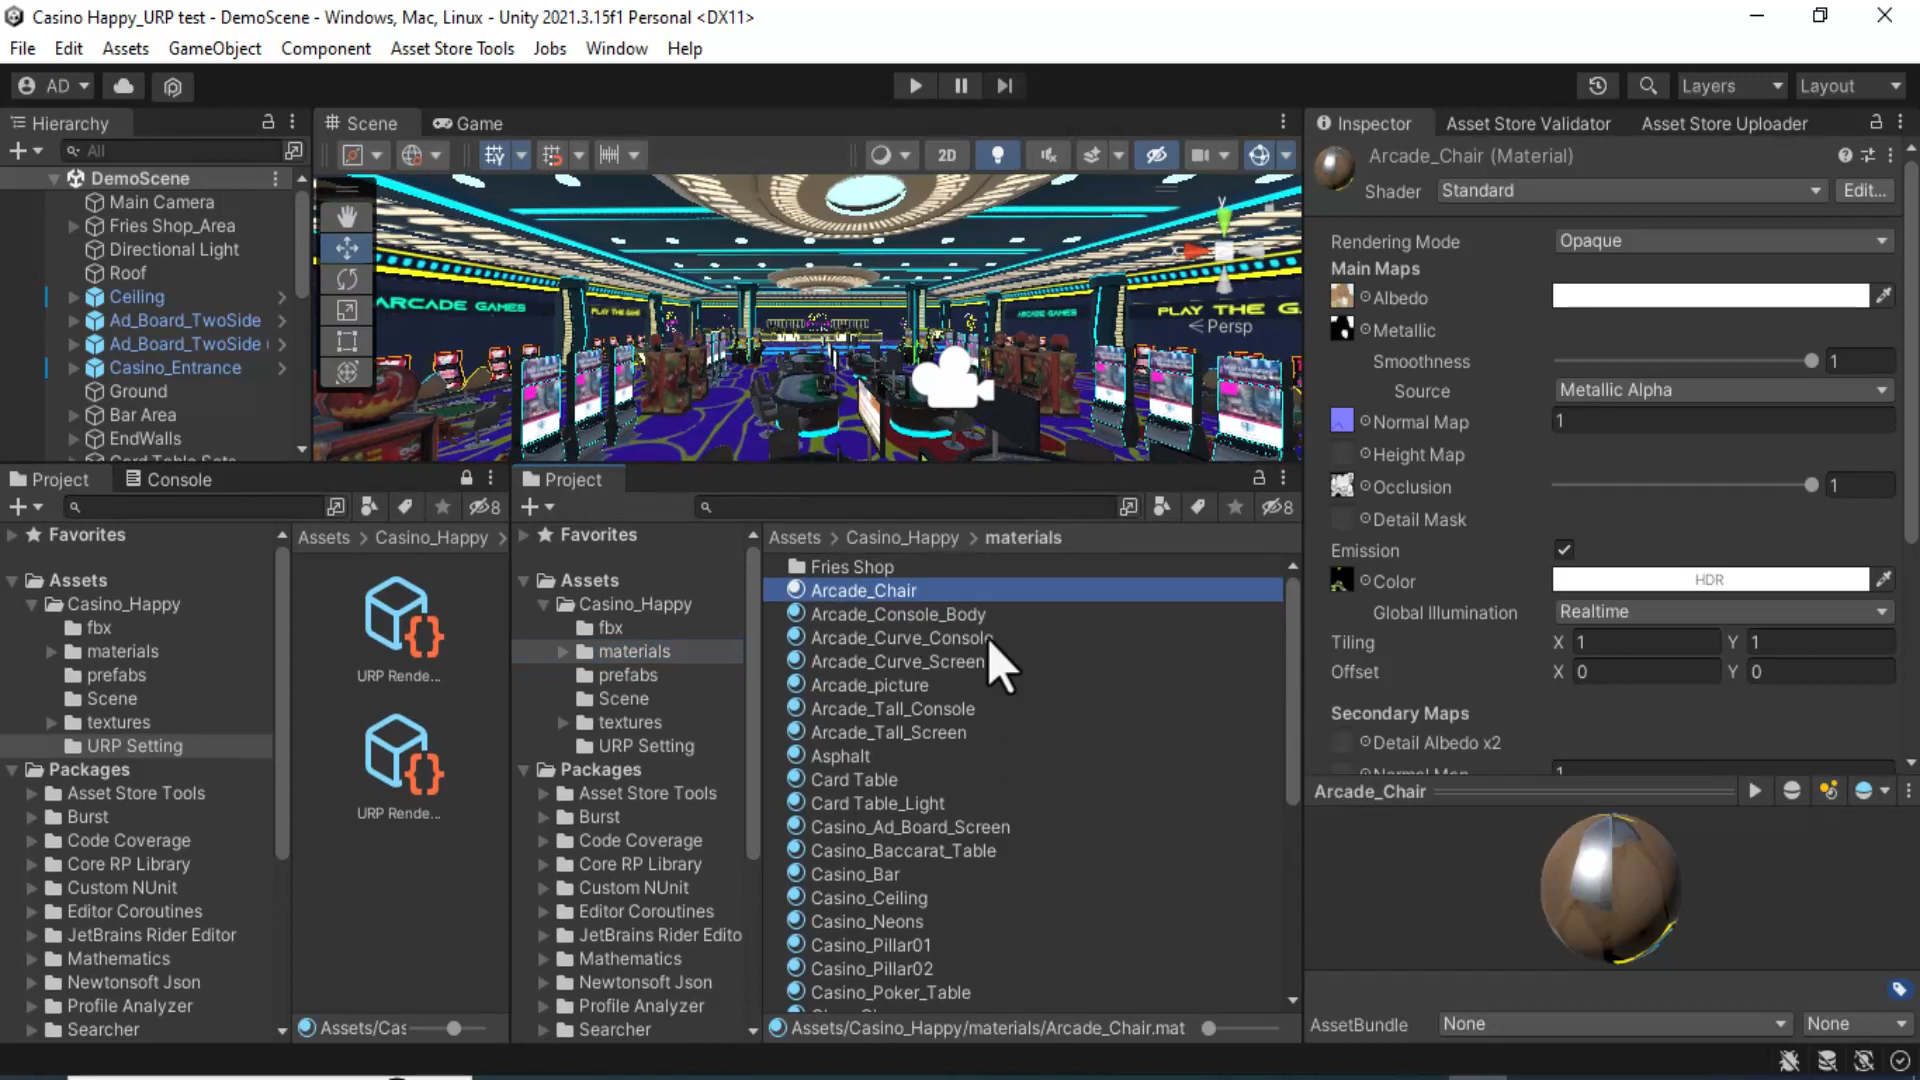 Casino Happy_URP test - DemoScene - Windows, Mac, Linux - Unity 2021.3.15f1 Personal <DX11>
File Edit Assets GameObject Component Asset Store Tools Jobs Window Help
AD
Layers
Layout
Hierarchy
All
DemoScene
Main Camera
Fries Shop_Area
Directional Light
Roof
Ceiling
Ad_Board_TwoSide
Ad_Board_TwoSide
Casino_Entrance
Ground
Bar Area
EndWalls
Scene
Game
2D
y
Persp
ARCADE GAMES
PLAY THE
ARCADE GAMES
PLAY THE G
Project
Console
8
Favorites
Assets
Casino_Happy
fbx
materials
prefabs
Scene
textures
URP Setting
Packages
Asset Store Tools
Burst
Code Coverage
Core RP Library
Custom NUnit
Editor Coroutines
JetBrains Rider Editor
Mathematics
Newtonsoft Json
Profile Analyzer
Searcher
Assets > Casino_Happy >
URP Rende...
URP Rende...
Assets/Cas
Project
8
Favorites
Assets
Casino_Happy
fbx
materials
prefabs
Scene
textures
URP Setting
Packages
Asset Store Tools
Burst
Code Coverage
Core RP Library
Custom NUnit
Editor Coroutines
JetBrains Rider Edito
Mathematics
Newtonsoft Json
Profile Analyzer
Searcher
Assets > Casino_Happy > materials
Fries Shop
Arcade_Chair
Arcade_Console_Body
Arcade_Curve_Console
Arcade_Curve_Screen
Arcade_picture
Arcade_Tall_Console
Arcade_Tall_Screen
Asphalt
Card Table
Card Table_Light
Casino_Ad_Board_Screen
Casino_Baccarat_Table
Casino_Bar
Casino_Ceiling
Casino_Neons
Casino_Pillar01
Casino_Pillar02
Casino_Poker_Table
Assets/Casino_Happy/materials/Arcade_Chair.mat
Inspector
Asset Store Validator
Asset Store Uploader
Arcade_Chair (Material)
Shader Standard Edit...
Rendering Mode Opaque
Main Maps
Albedo
Metallic
Smoothness 1
Source Metallic Alpha
Normal Map 1
Height Map
Occlusion 1
Detail Mask
Emission
Color HDR
Global Illumination Realtime
Tiling X 1 Y 1
Offset X 0 Y 0
Secondary Maps
Detail Albedo x2
Normal Map 1
Arcade_Chair
AssetBundle None None